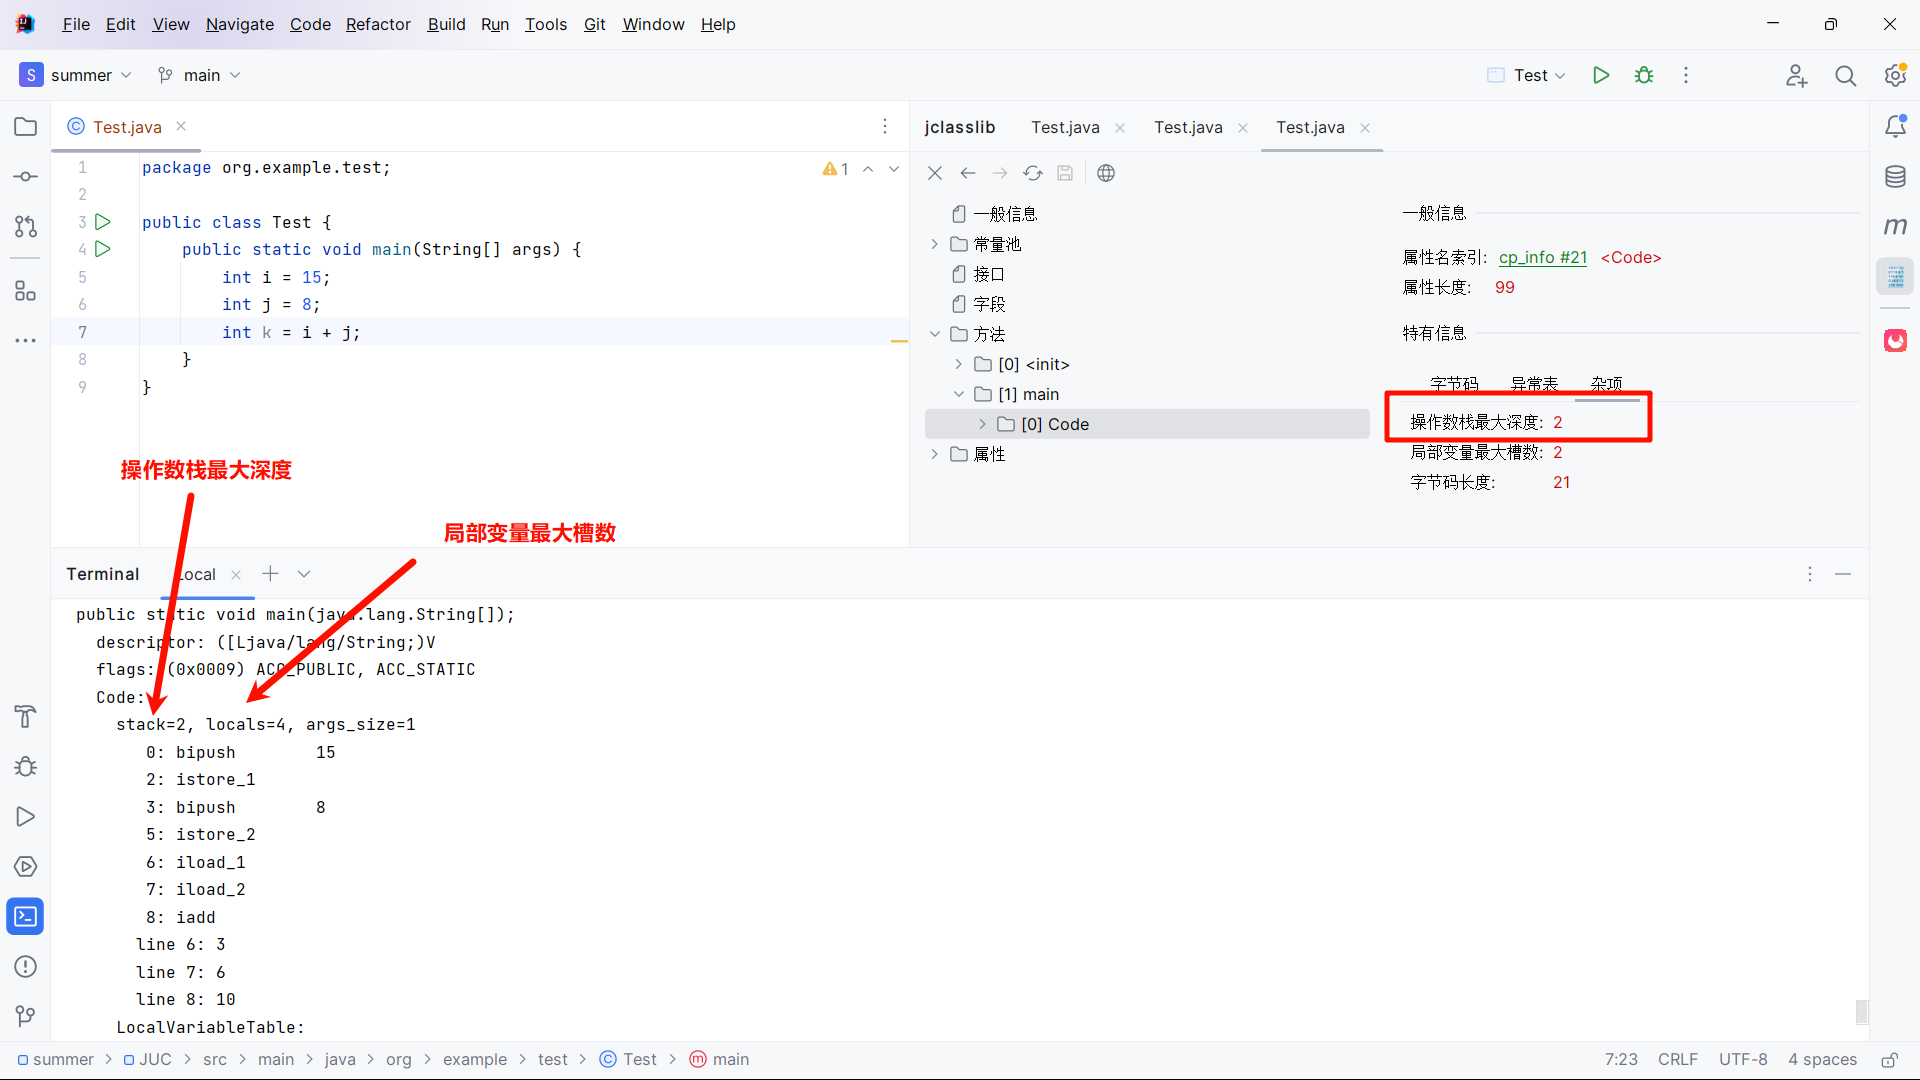 File Edit View Navigate Code Refactor Build Run Tools Git Window Help
S summer main Test
Test.java
1 package org.example.test;
2
3 public class Test {
4 public static void main(String[] args) {
5 int i = 15;
6 int j = 8;
7 int k = i + j;
8 }
9 }
1
操作数栈最大深度
局部变量最大槽数
jclasslib Test.java Test.java Test.java
一般信息
常量池
接口
字段
方法
[0] <init>
[1] main
[0] Code
属性
一般信息
属性名索引: cp_info #21 <Code>
属性长度: 99
特有信息
字节码 异常表 杂项
操作数栈最大深度: 2
局部变量最大槽数: 2
字节码长度: 21
m
Terminal Local
public static void main(java.lang.String[]);
descriptor: ([Ljava/lang/String;)V
flags: (0x0009) ACC_PUBLIC, ACC_STATIC
Code:
stack=2, locals=4, args_size=1
0: bipush 15
2: istore_1
3: bipush 8
5: istore_2
6: iload_1
7: iload_2
8: iadd
line 6: 3
line 7: 6
line 8: 10
LocalVariableTable:
summer > JUC > src > main > java > org > example > test > Test > main
7:23 CRLF UTF-8 4 spaces